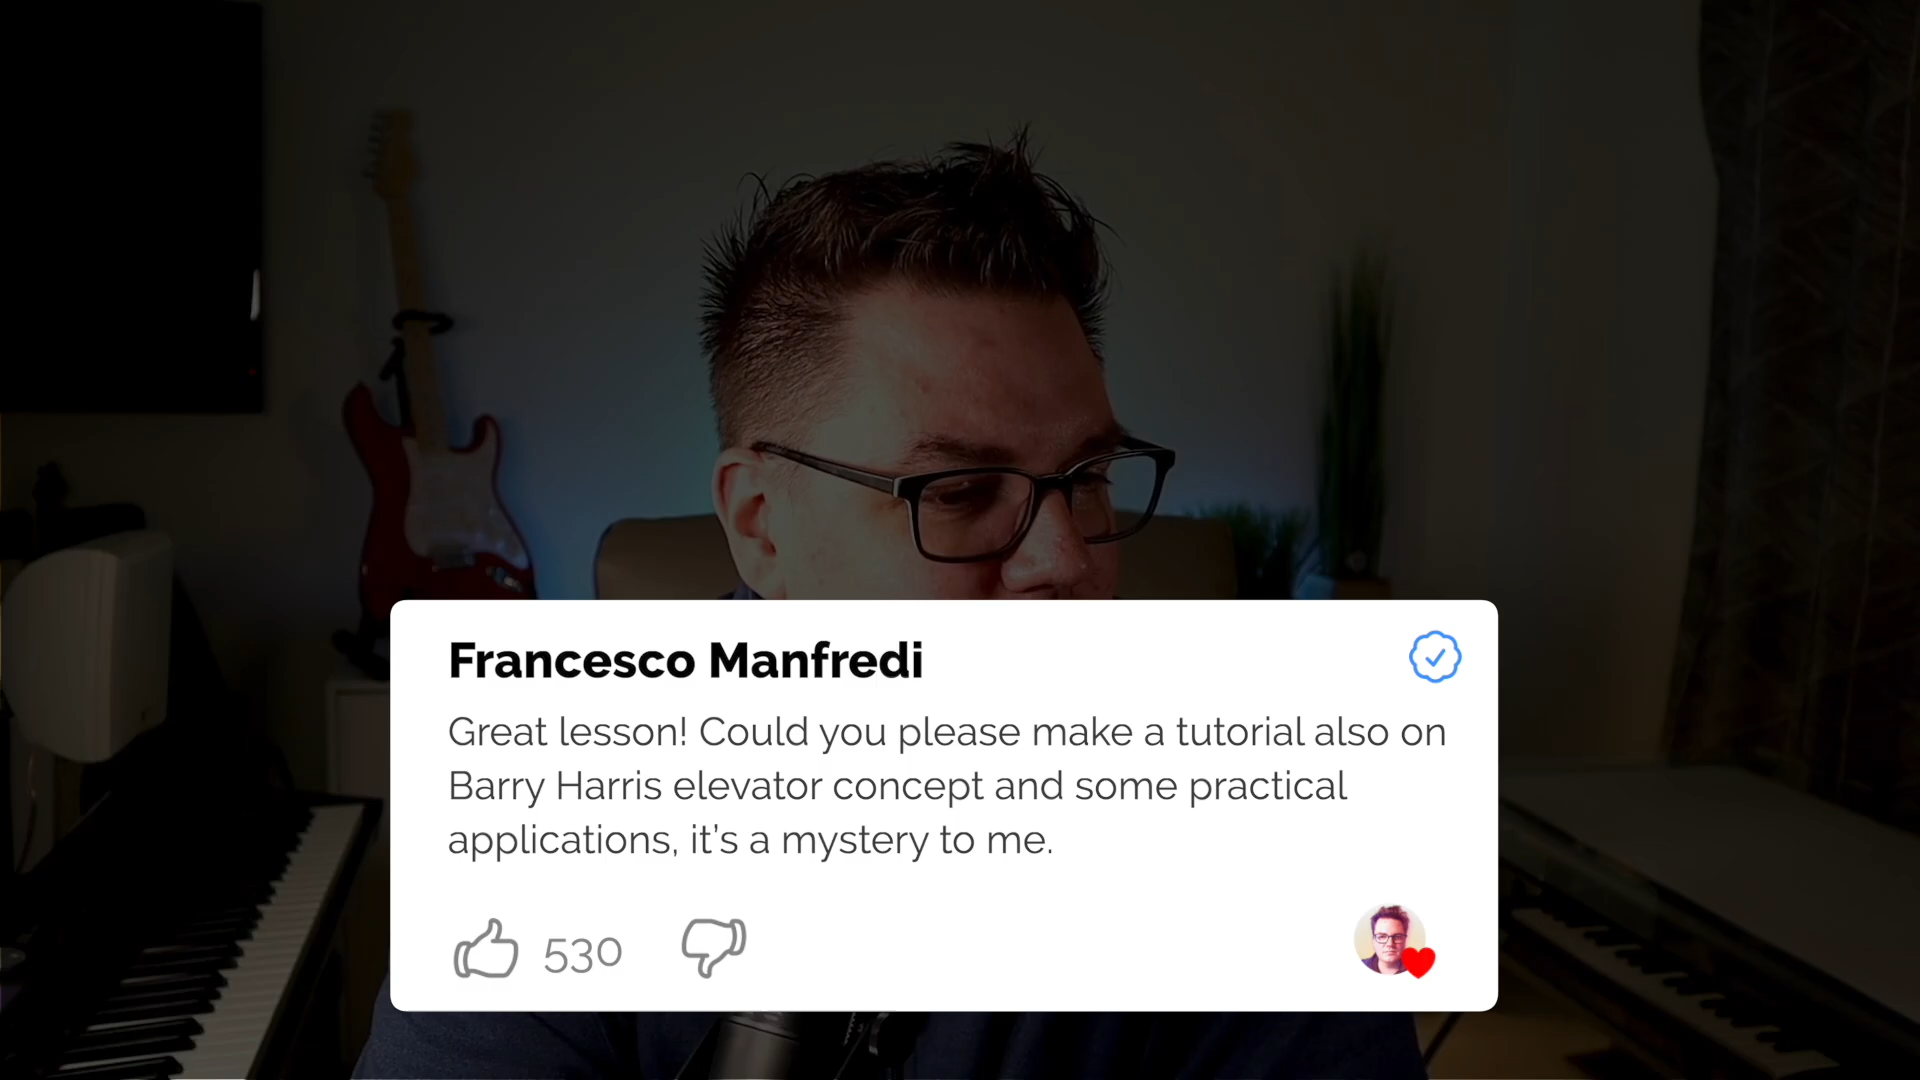 Francesco Manfredi
Great lesson! Could you please make a tutorial also on
Barry Harris elevator concept and some practical
applications, it's a mystery to me.
530